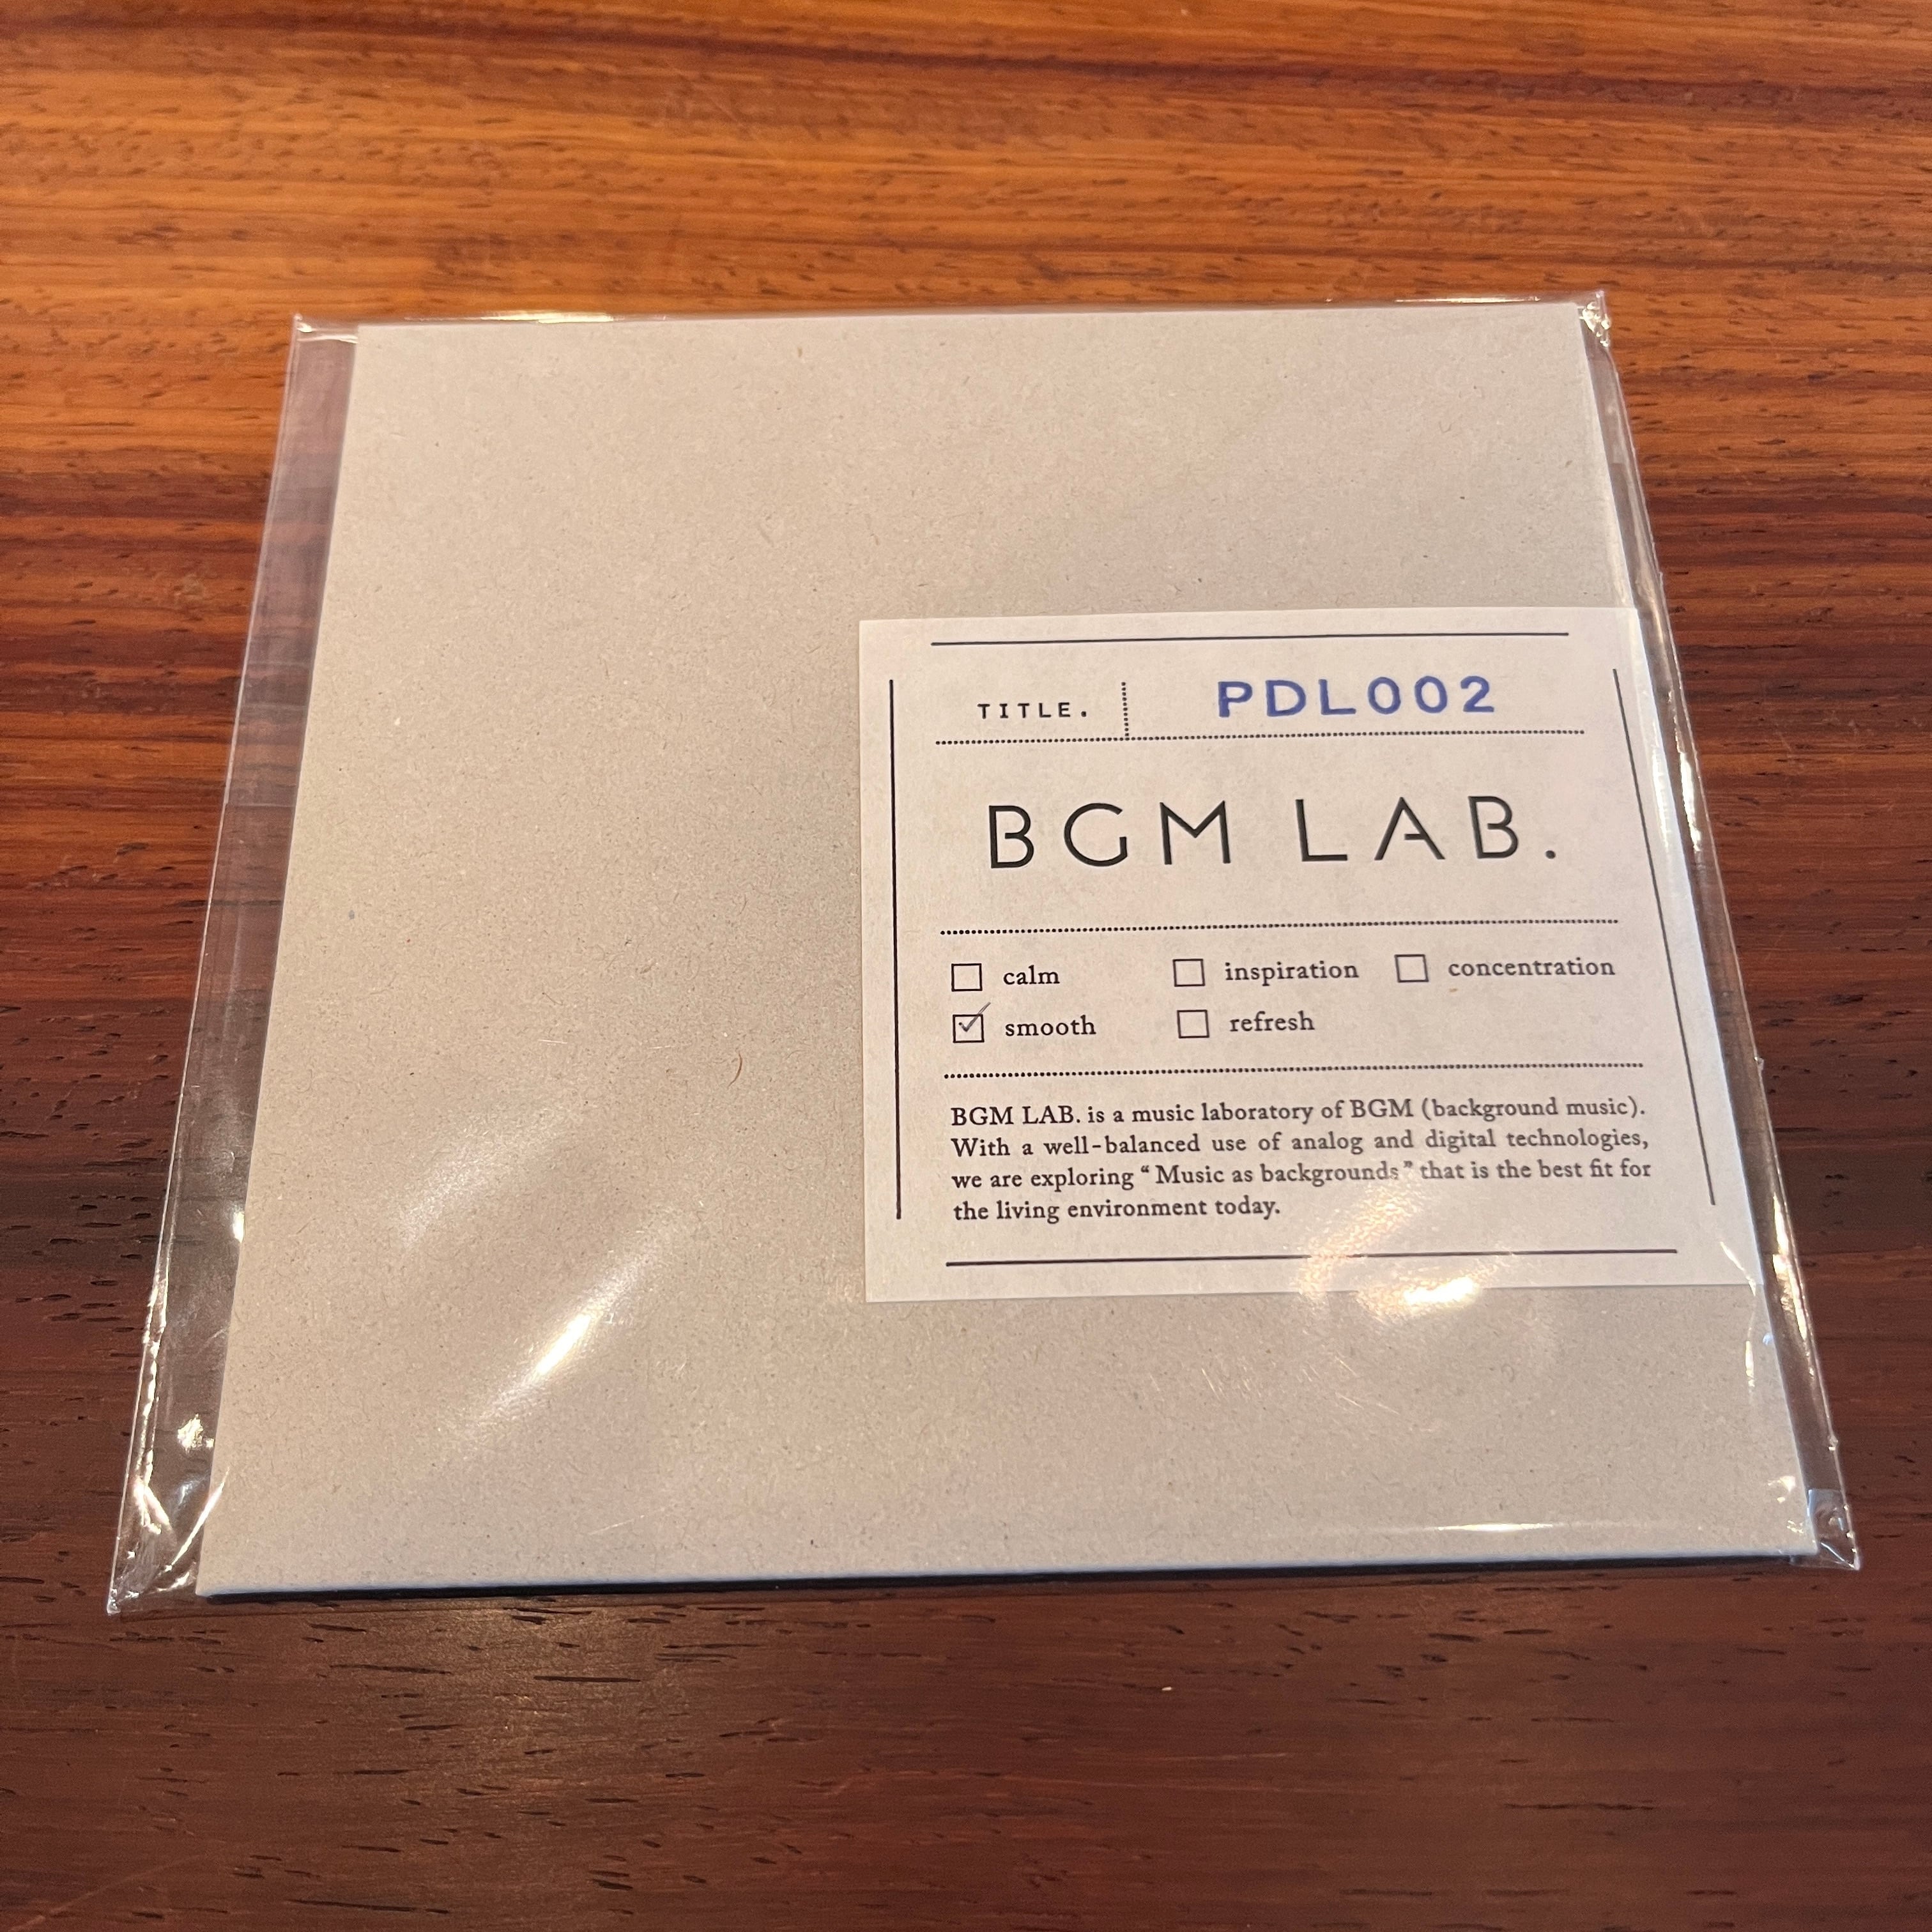 TITLE. PDL002
BGM LAB.
calm inspiration concentration
smooth refresh
BGM LAB. is a music laboratory of BGM (background music).
With a well-balanced use of analog and digital technologies,
we are exploring “Music as backgrounds” that is the best fit for
the living environment today.